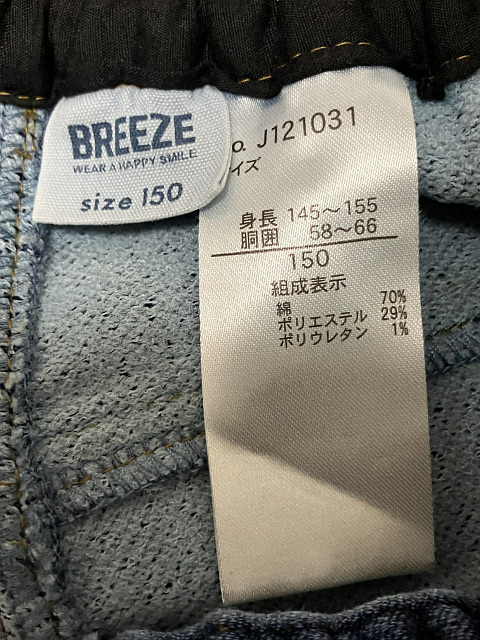 BREEZE
WEAR A HAPPY SMILE
size 150
o. J121031
イズ
身長 145~155
胴囲 58~66
150
組成表示
綿 70%
ポリエステル 29%
ポリウレタン 1%